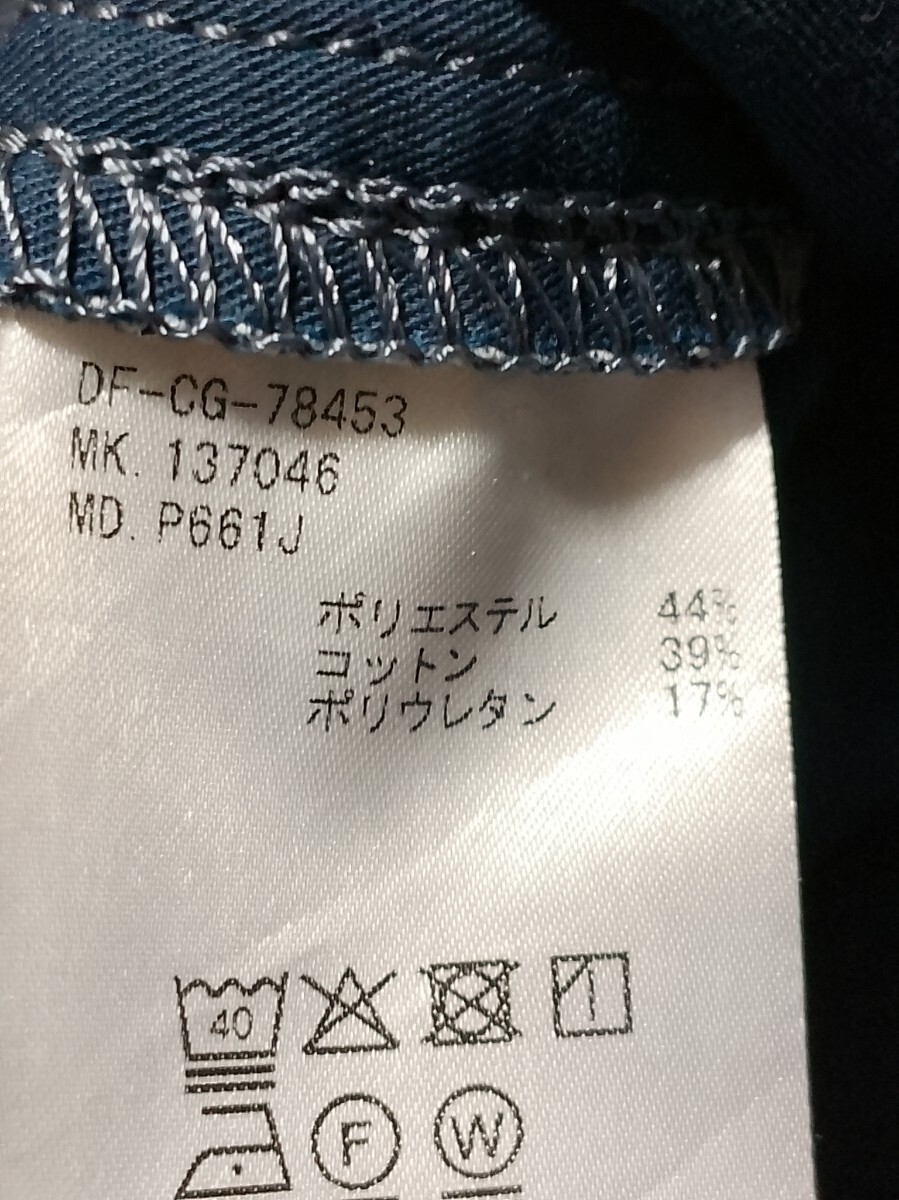 DF-CG-78453
MK. 137046
MD. P661J
ポリエステル 44%
コットン 39%
ポリウレタン 17%
40
F W